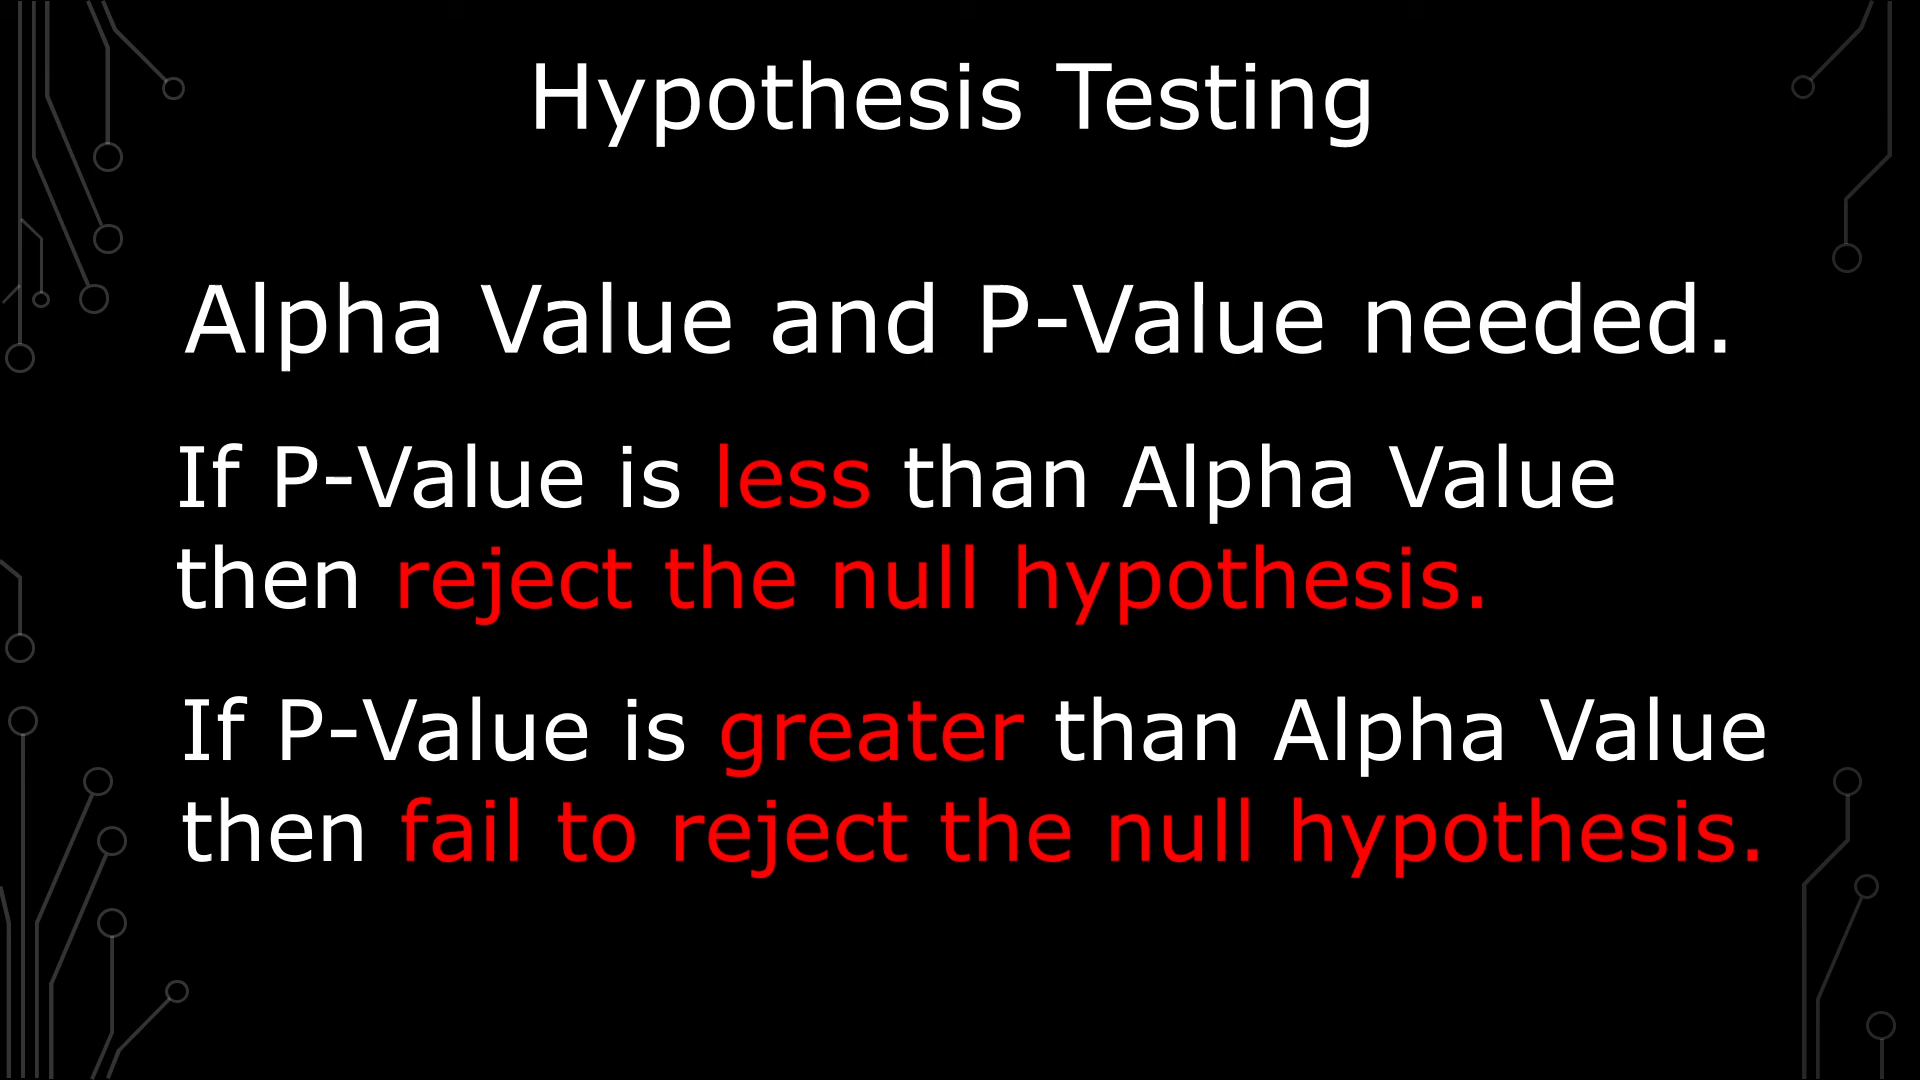 Hypothesis Testing
Alpha Value and P-Value needed.
If P-Value is less than Alpha Value
then reject the null hypothesis.
If P-Value is greater than Alpha Value
then fail to reject the null hypothesis.